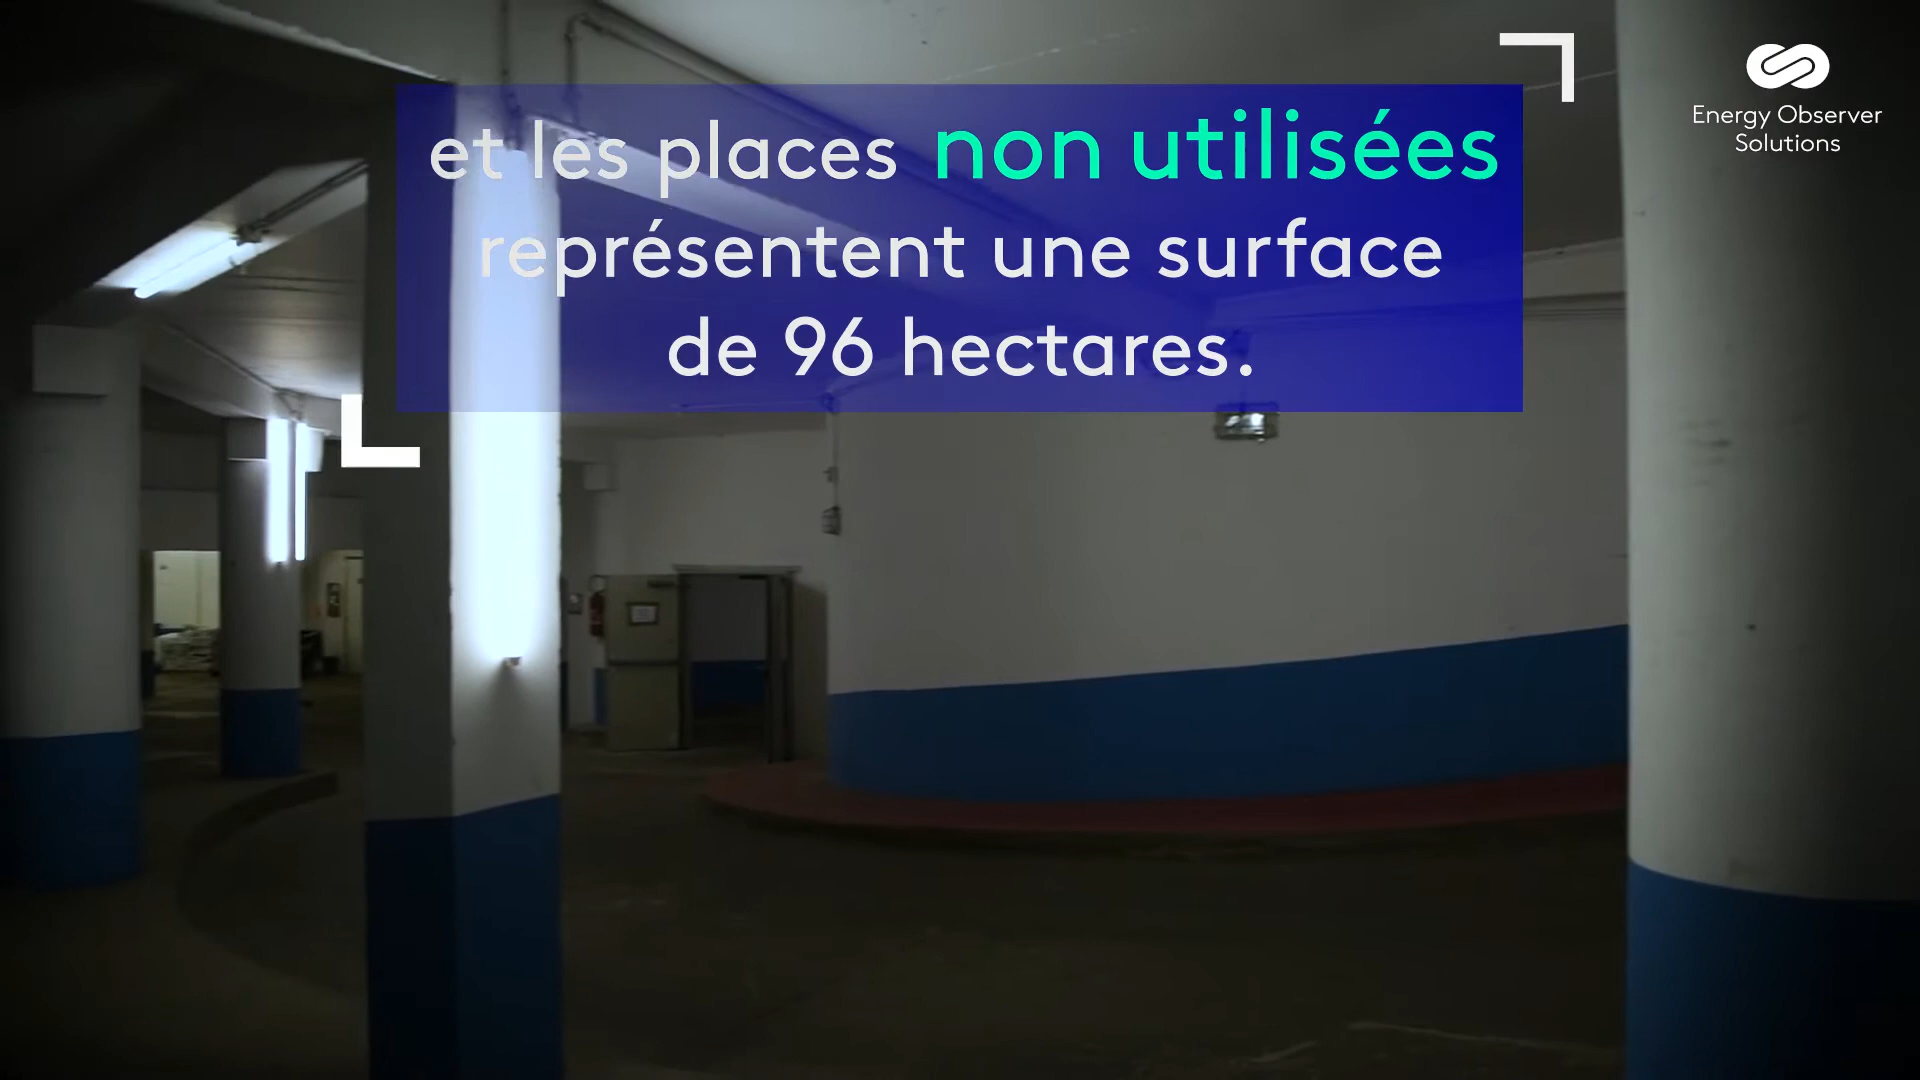 et les places non utilisées
représentent une surface
de 96 hectares.
Energy Observer
Solutions